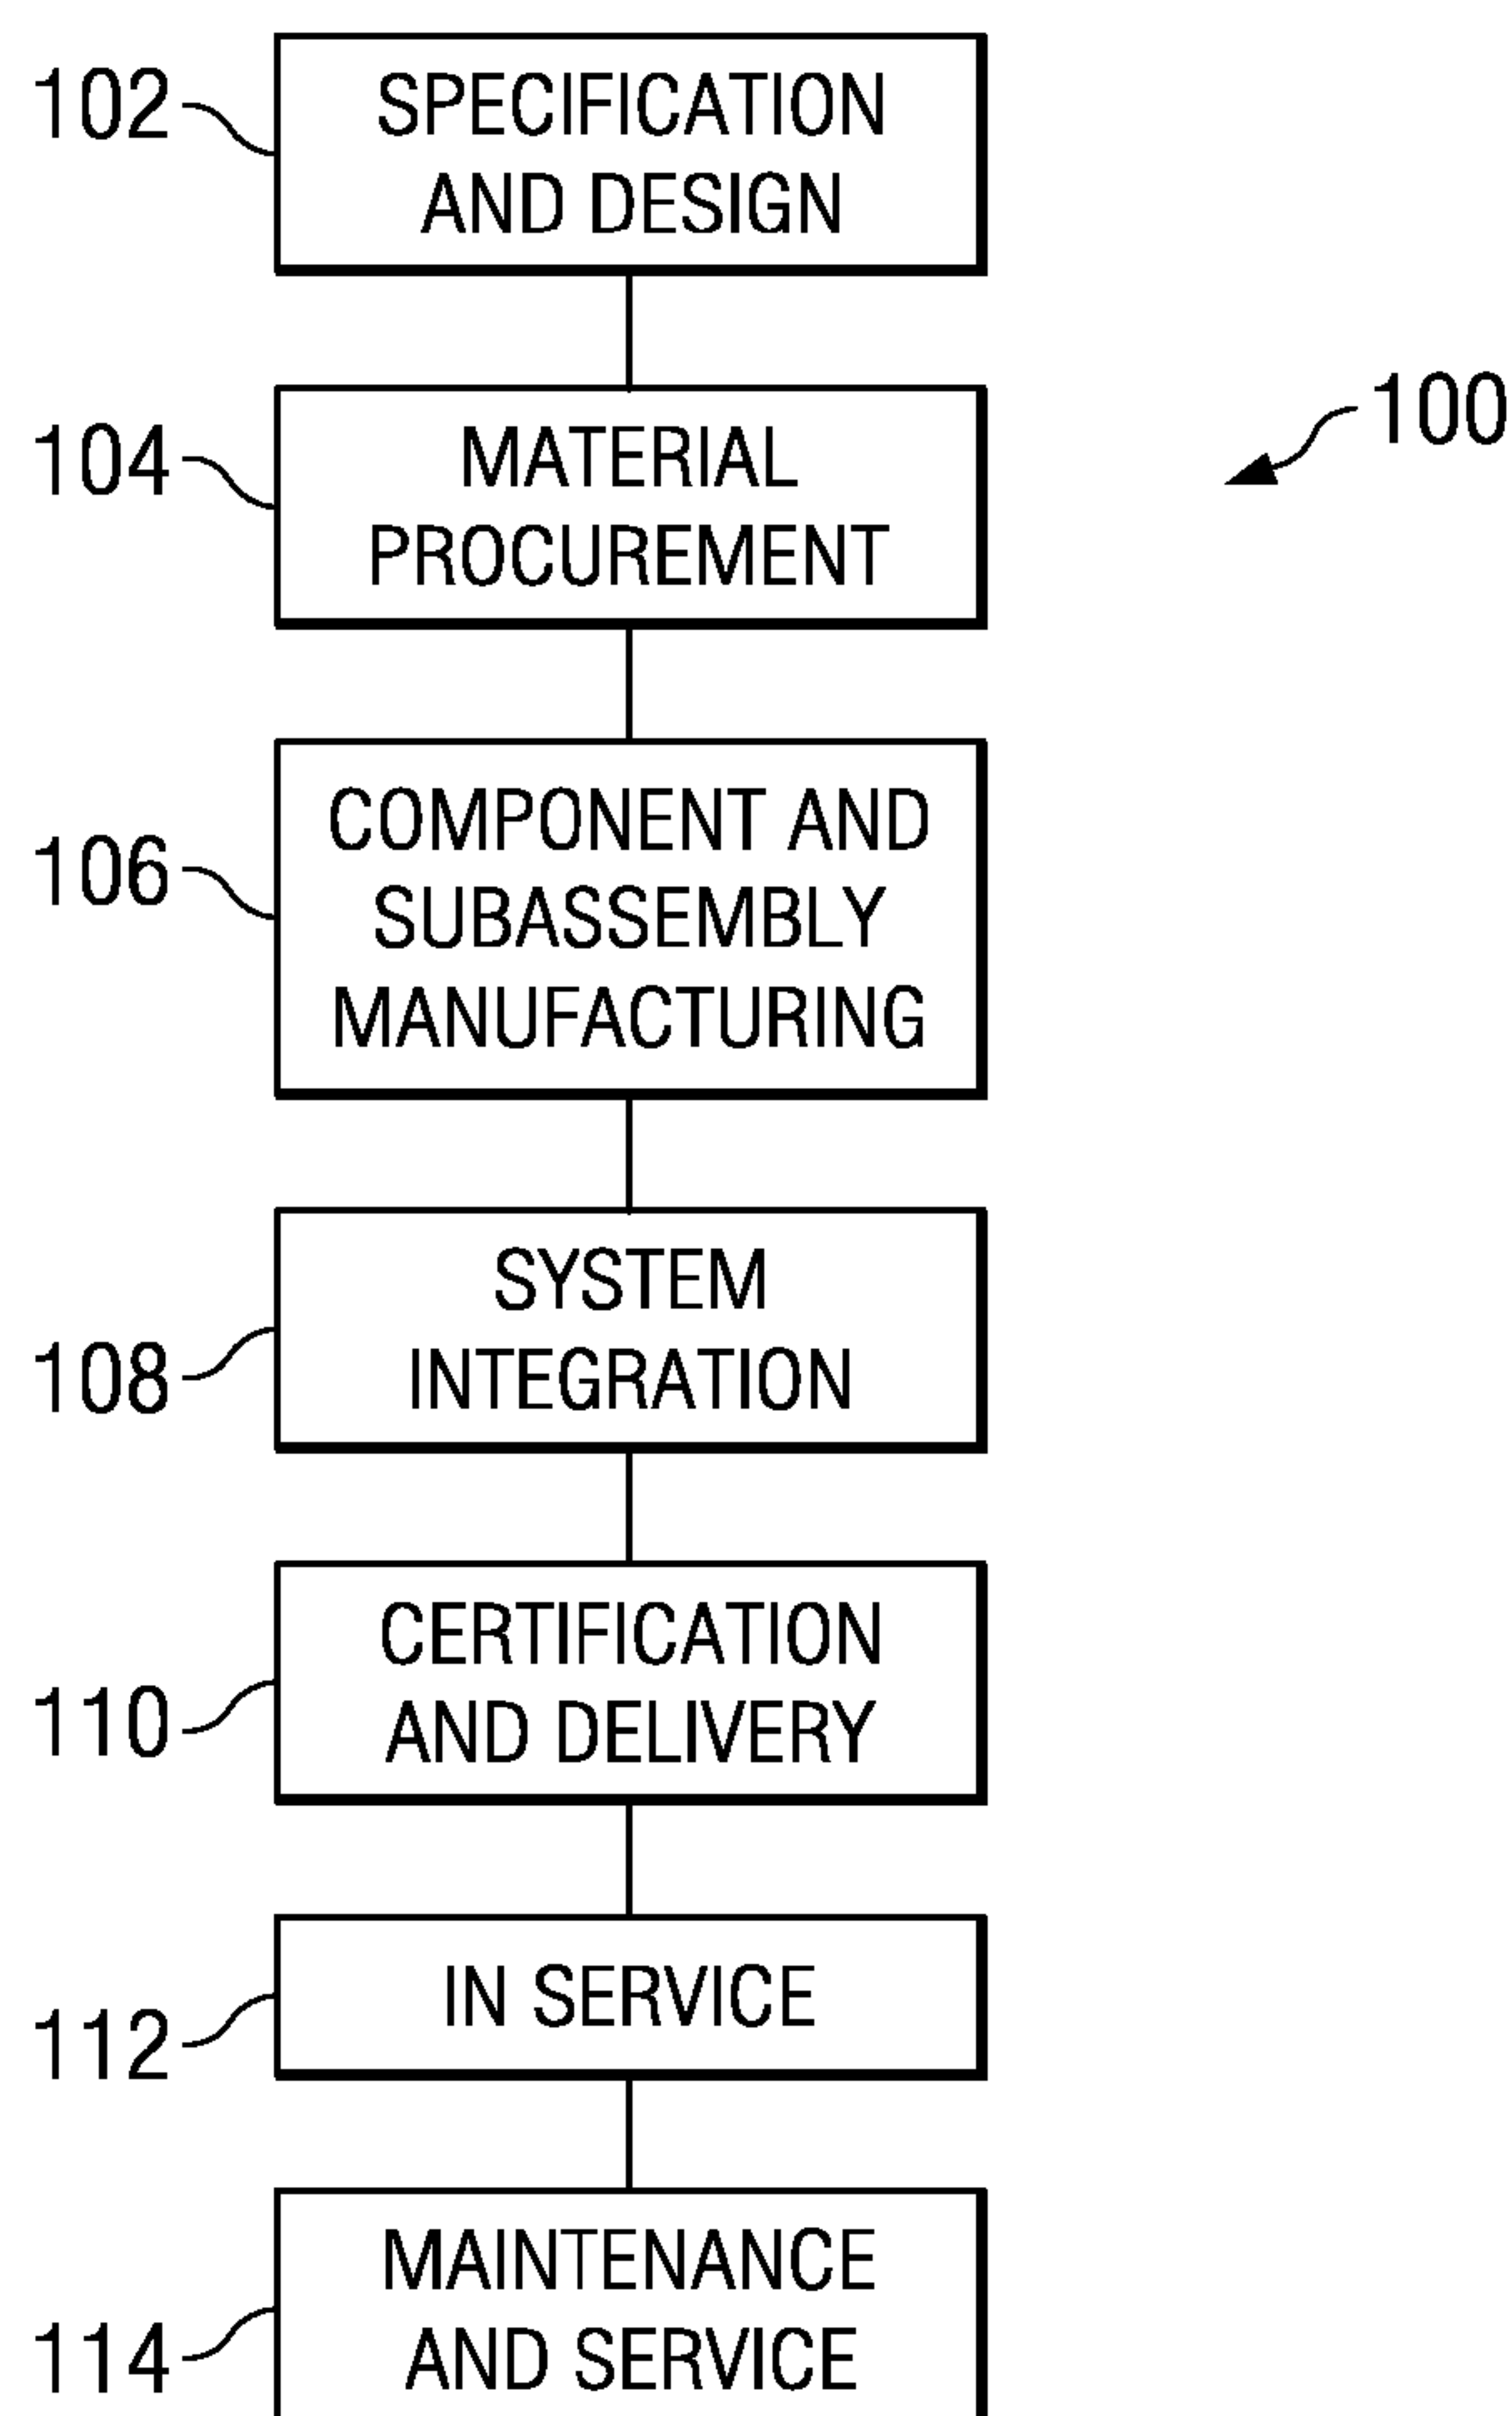 102
SPECIFICATION
AND DESIGN
100
104
MATERIAL
PROCUREMENT
106
COMPONENT AND
SUBASSEMBLY
MANUFACTURING
108
SYSTEM
INTEGRATION
110
CERTIFICATION
AND DELIVERY
112
IN SERVICE
114
MAINTENANCE
AND SERVICE